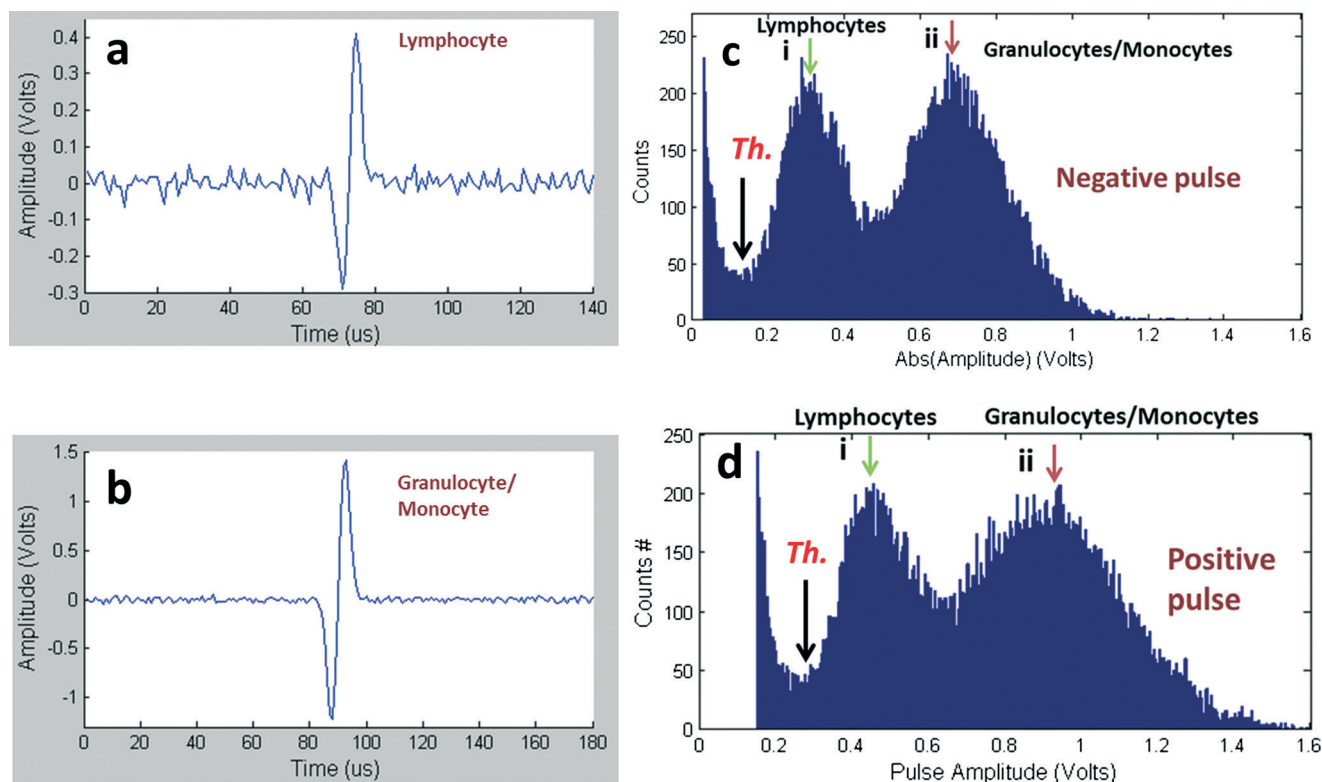 a
Lymphocyte
0.4
0.3
0.2
0.1
0
-0.1
-0.2
-0.3
Amplitude (Volts)
0 20 40 60 80 100 120 140
Time (us)
c
Lymphocytes
i
ii
Granulocytes/Monocytes
Th.
Negative pulse
250
200
150
100
50
0
Counts
0 0.2 0.4 0.6 0.8 1 1.2 1.4 1.6
Abs(Amplitude) (Volts)
b
Granulocyte/
Monocyte
1.5
1
0.5
0
-0.5
-1
Amplitude (Volts)
0 20 40 60 80 100 120 140 160 180
Time (us)
Lymphocytes
Granulocytes/Monocytes
d
i
ii
Th.
Positive
pulse
250
200
150
100
50
0
Counts #
0 0.2 0.4 0.6 0.8 1 1.2 1.4 1.6
Pulse Amplitude (Volts)